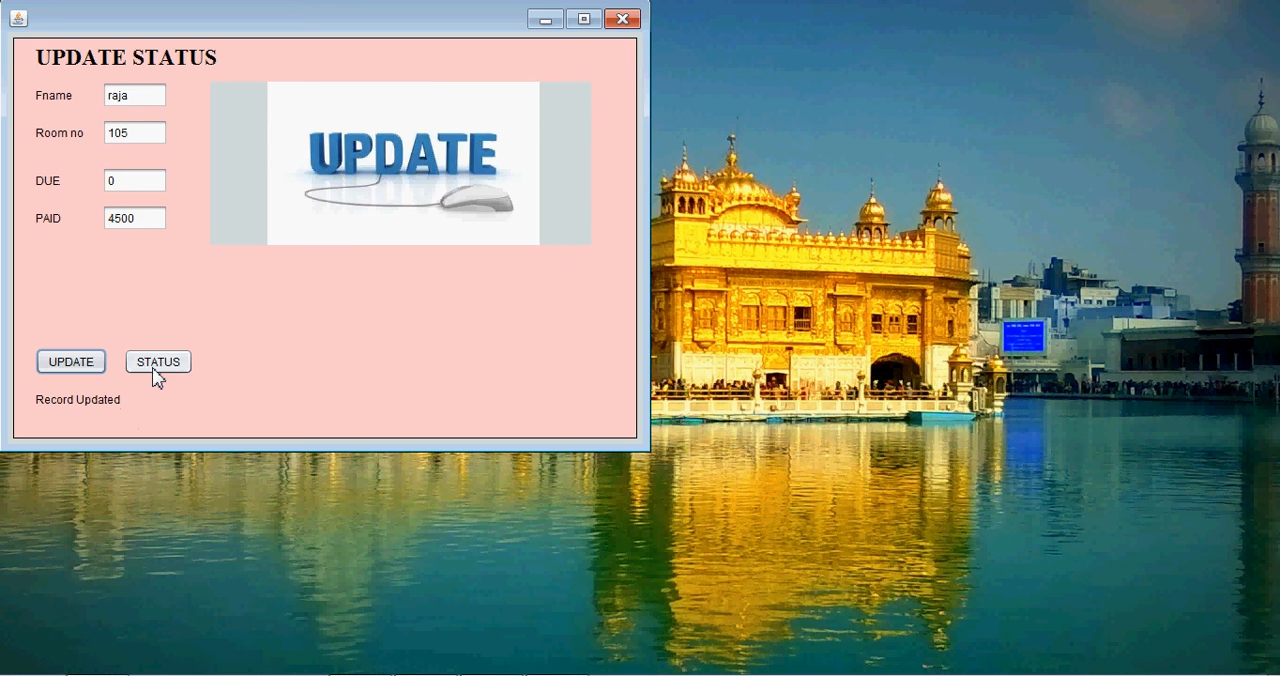 UPDATE STATUS
Fname raja
Room no 105
DUE 0
PAID 4500
UPDATE
UPDATE STATUS
Record Updated